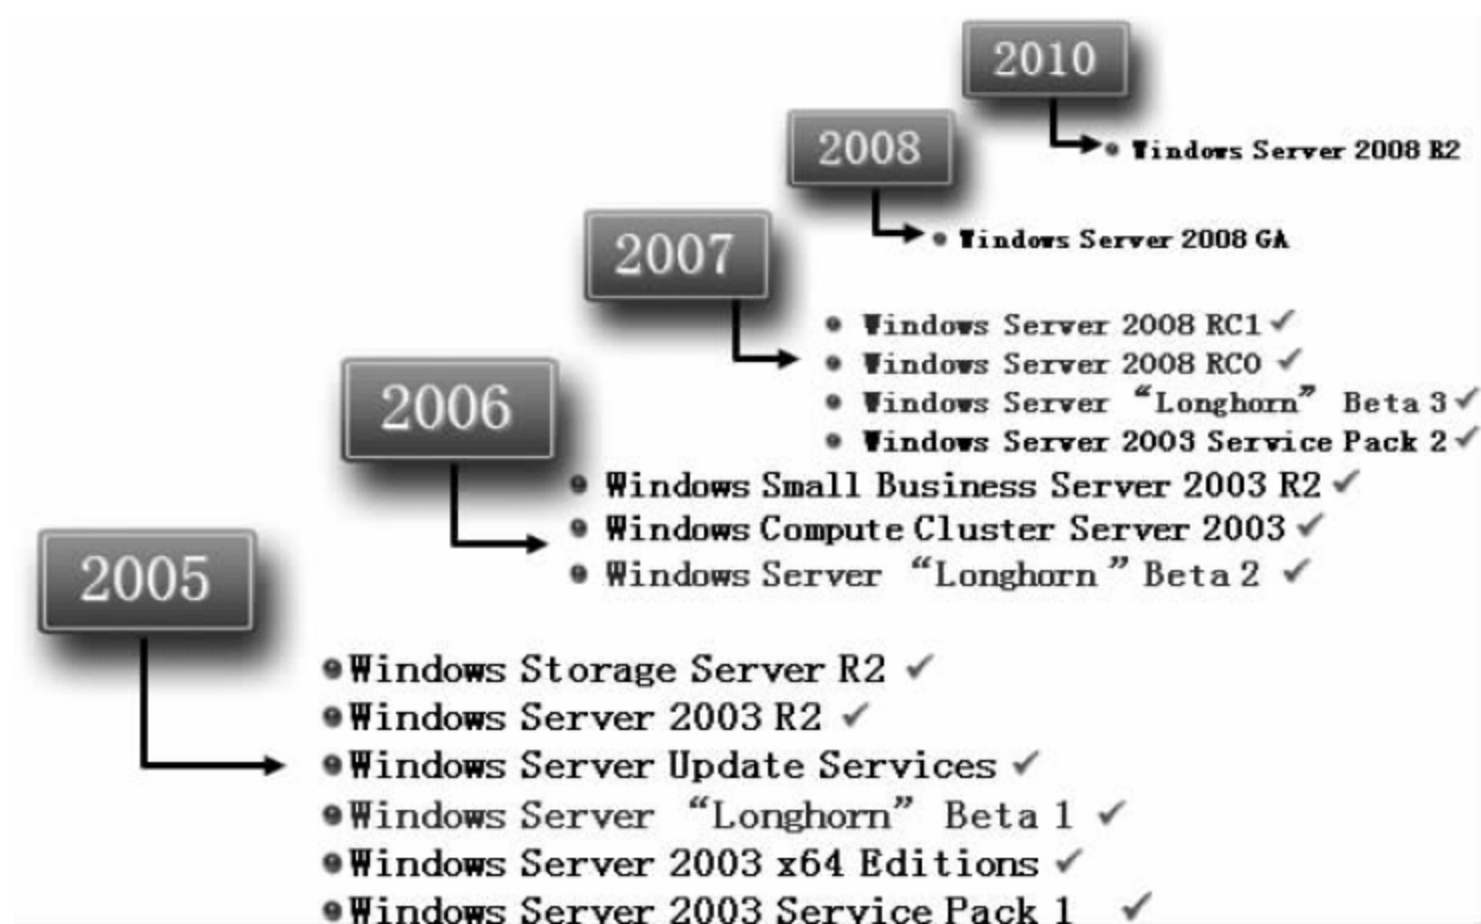 2010
Windows Server 2008 R2
2008
Windows Server 2008 GA
2007
Windows Server 2008 RC1
Windows Server 2008 RC0
Windows Server “Longhorn” Beta 3
Windows Server 2003 Service Pack 2
2006
Windows Small Business Server 2003 R2
Windows Compute Cluster Server 2003
Windows Server “Longhorn” Beta 2
2005
Windows Storage Server R2
Windows Server 2003 R2
Windows Server Update Services
Windows Server “Longhorn” Beta 1
Windows Server 2003 x64 Editions
Windows Server 2003 Service Pack 1